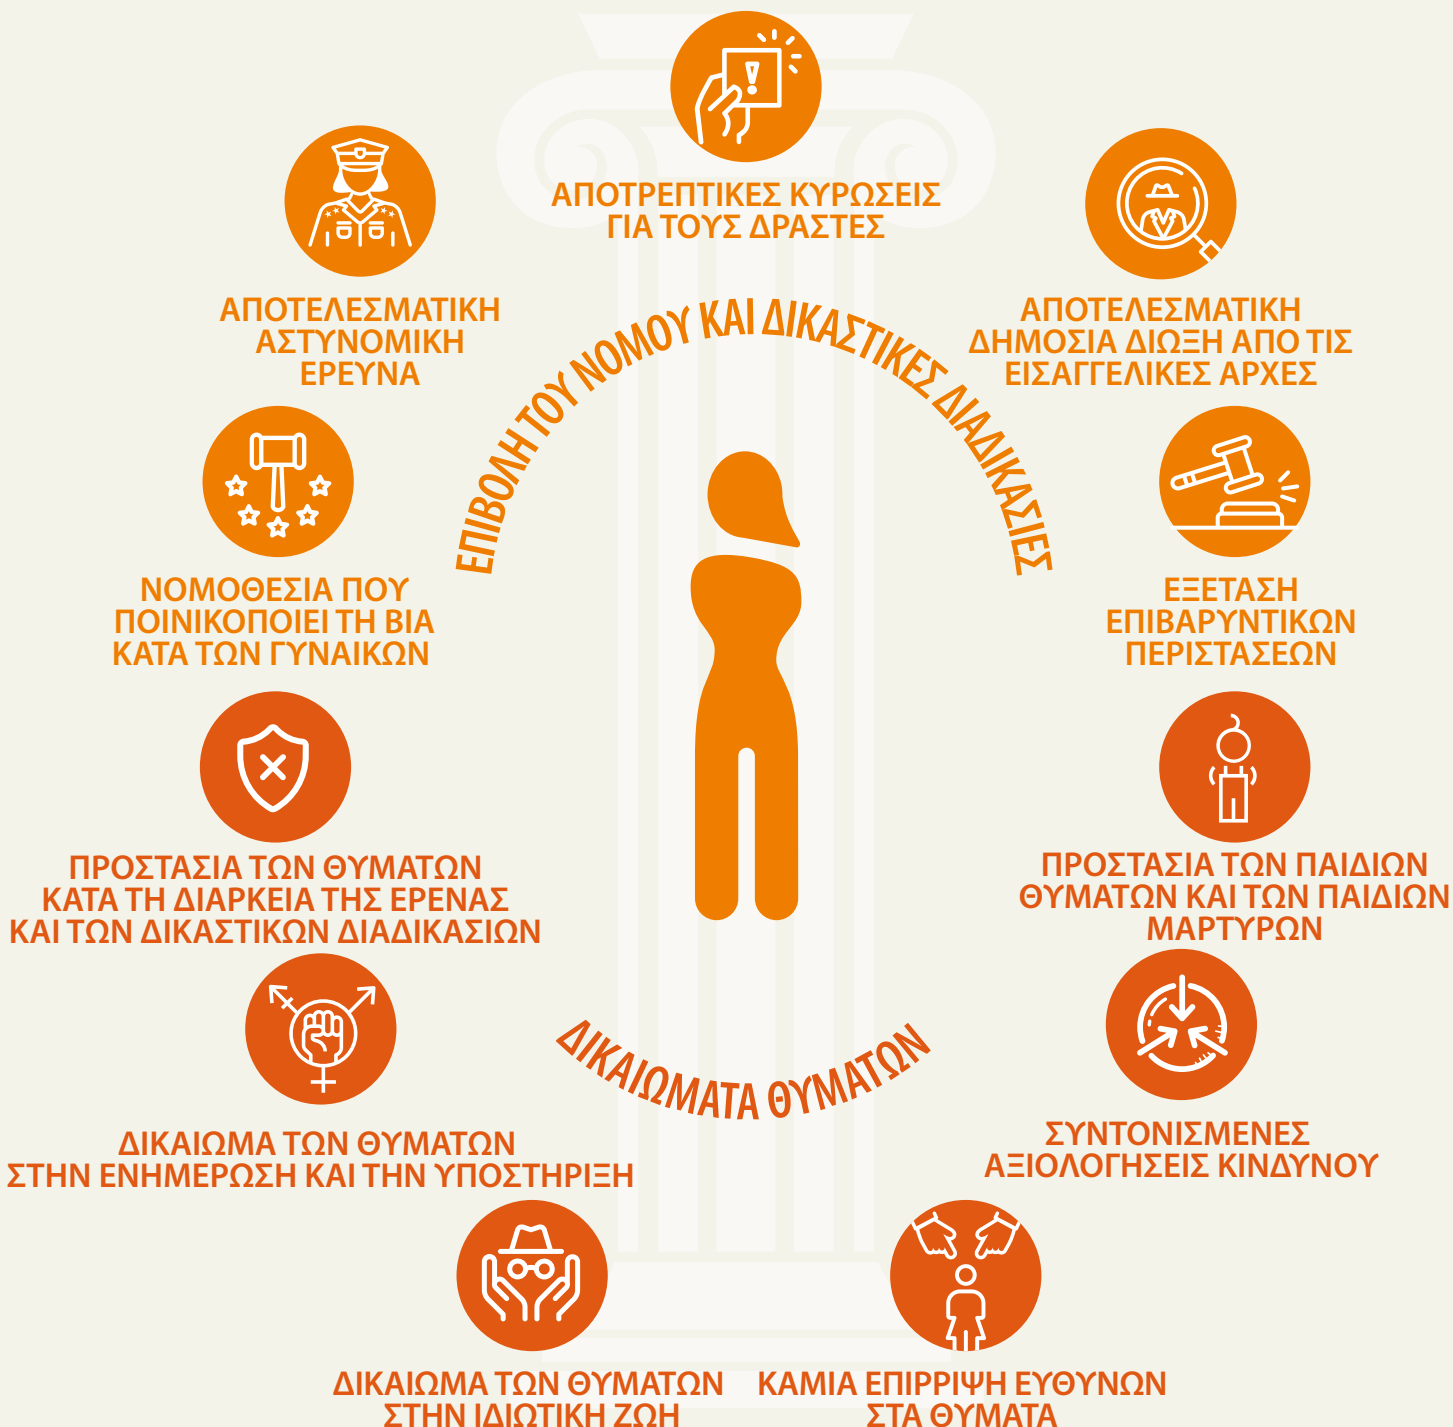 ΑΠΟΤΡΕΠΤΙΚΕΣ ΚΥΡΩΣΕΙΣ
ΓΙΑ ΤΟΥΣ ΔΡΑΣΤΕΣ
ΑΠΟΤΕΛΕΣΜΑΤΙΚΗ
ΑΣΤΥΝΟΜΙΚΗ
ΕΡΕΥΝΑ
ΑΠΟΤΕΛΕΣΜΑΤΙΚΗ
ΔΗΜΟΣΙΑ ΔΙΩΞΗ ΑΠΟ ΤΙΣ
ΕΙΣΑΓΓΕΛΙΚΕΣ ΑΡΧΕΣ
ΕΠΙΒΟΛΗ ΤΟΥ ΝΟΜΟΥ ΚΑΙ ΔΙΚΑΣΤΙΚΕΣ ΔΙΑΔΙΚΑΣΙΕΣ
ΝΟΜΟΘΕΣΙΑ ΠΟΥ
ΠΟΙΝΙΚΟΠΟΙΕΙ ΤΗ ΒΙΑ
ΚΑΤΑ ΤΩΝ ΓΥΝΑΙΚΩΝ
ΕΞΕΤΑΣΗ
ΕΠΙΒΑΡΥΝΤΙΚΩΝ
ΠΕΡΙΣΤΑΣΕΩΝ
ΠΡΟΣΤΑΣΙΑ ΤΩΝ ΘΥΜΑΤΩΝ
ΚΑΤΑ ΤΗ ΔΙΑΡΚΕΙΑ ΤΗΣ ΕΡΕΝΑΣ
ΚΑΙ ΤΩΝ ΔΙΚΑΣΤΙΚΩΝ ΔΙΑΔΙΚΑΣΙΩΝ
ΠΡΟΣΤΑΣΙΑ ΤΩΝ ΠΑΙΔΙΩΝ
ΘΥΜΑΤΩΝ ΚΑΙ ΤΩΝ ΠΑΙΔΙΩΝ
ΜΑΡΤΥΡΩΝ
ΔΙΚΑΙΩΜΑΤΑ ΘΥΜΑΤΩΝ
ΔΙΚΑΙΩΜΑ ΤΩΝ ΘΥΜΑΤΩΝ
ΣΤΗΝ ΕΝΗΜΕΡΩΣΗ ΚΑΙ ΤΗΝ ΥΠΟΣΤΗΡΙΞΗ
ΣΥΝΤΟΝΙΣΜΕΝΕΣ
ΑΞΙΟΛΟΓΗΣΕΙΣ ΚΙΝΔΥΝΟΥ
ΔΙΚΑΙΩΜΑ ΤΩΝ ΘΥΜΑΤΩΝ
ΣΤΗΝ ΙΔΙΩΤΙΚΗ ΖΩΗ
ΚΑΜΙΑ ΕΠΙΡΡΙΨΗ ΕΥΘΥΝΩΝ
ΣΤΑ ΘΥΜΑΤΑ